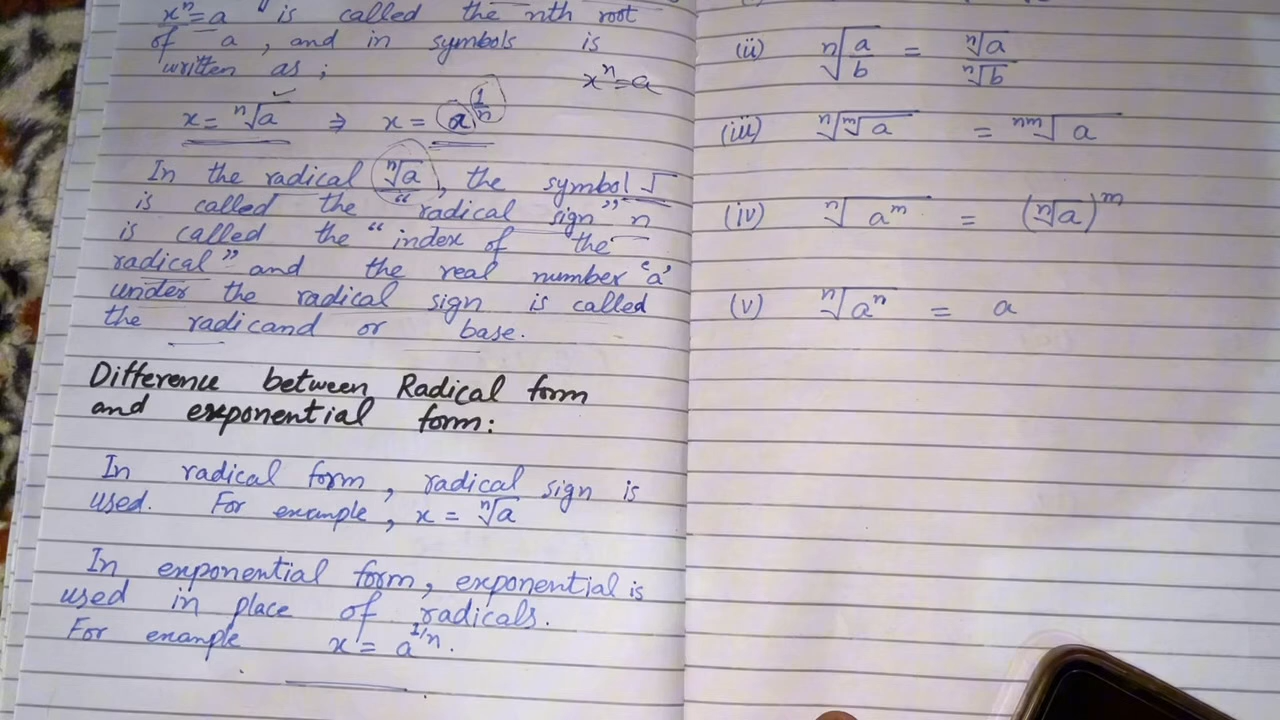 xⁿ=a" is called the nth root
of a, and in symbols is
written as;
xⁿ=a
x= ⁿ√a ⇒ x= a^(1/n)
In the radical ⁿ√a, the symbol √
is called the "radical sign" n
is called the "index of the
radical" and the real number 'a'
under the radical sign is called
the radicand or base.
Difference between Radical form
and exponential form:
In radical form, radical sign is
used. For example, x = ⁿ√a
In exponential form, exponential is
used in place of radicals.
For example x = a^(1/n).
(ii) ⁿ√(a/b) = ⁿ√a / ⁿ√b
(iii) ⁿ√(ᵐ√a) = ⁿᵐ√a
(iv) ⁿ√(aᵐ) = (ⁿ√a)ᵐ
(v) ⁿ√(aⁿ) = a